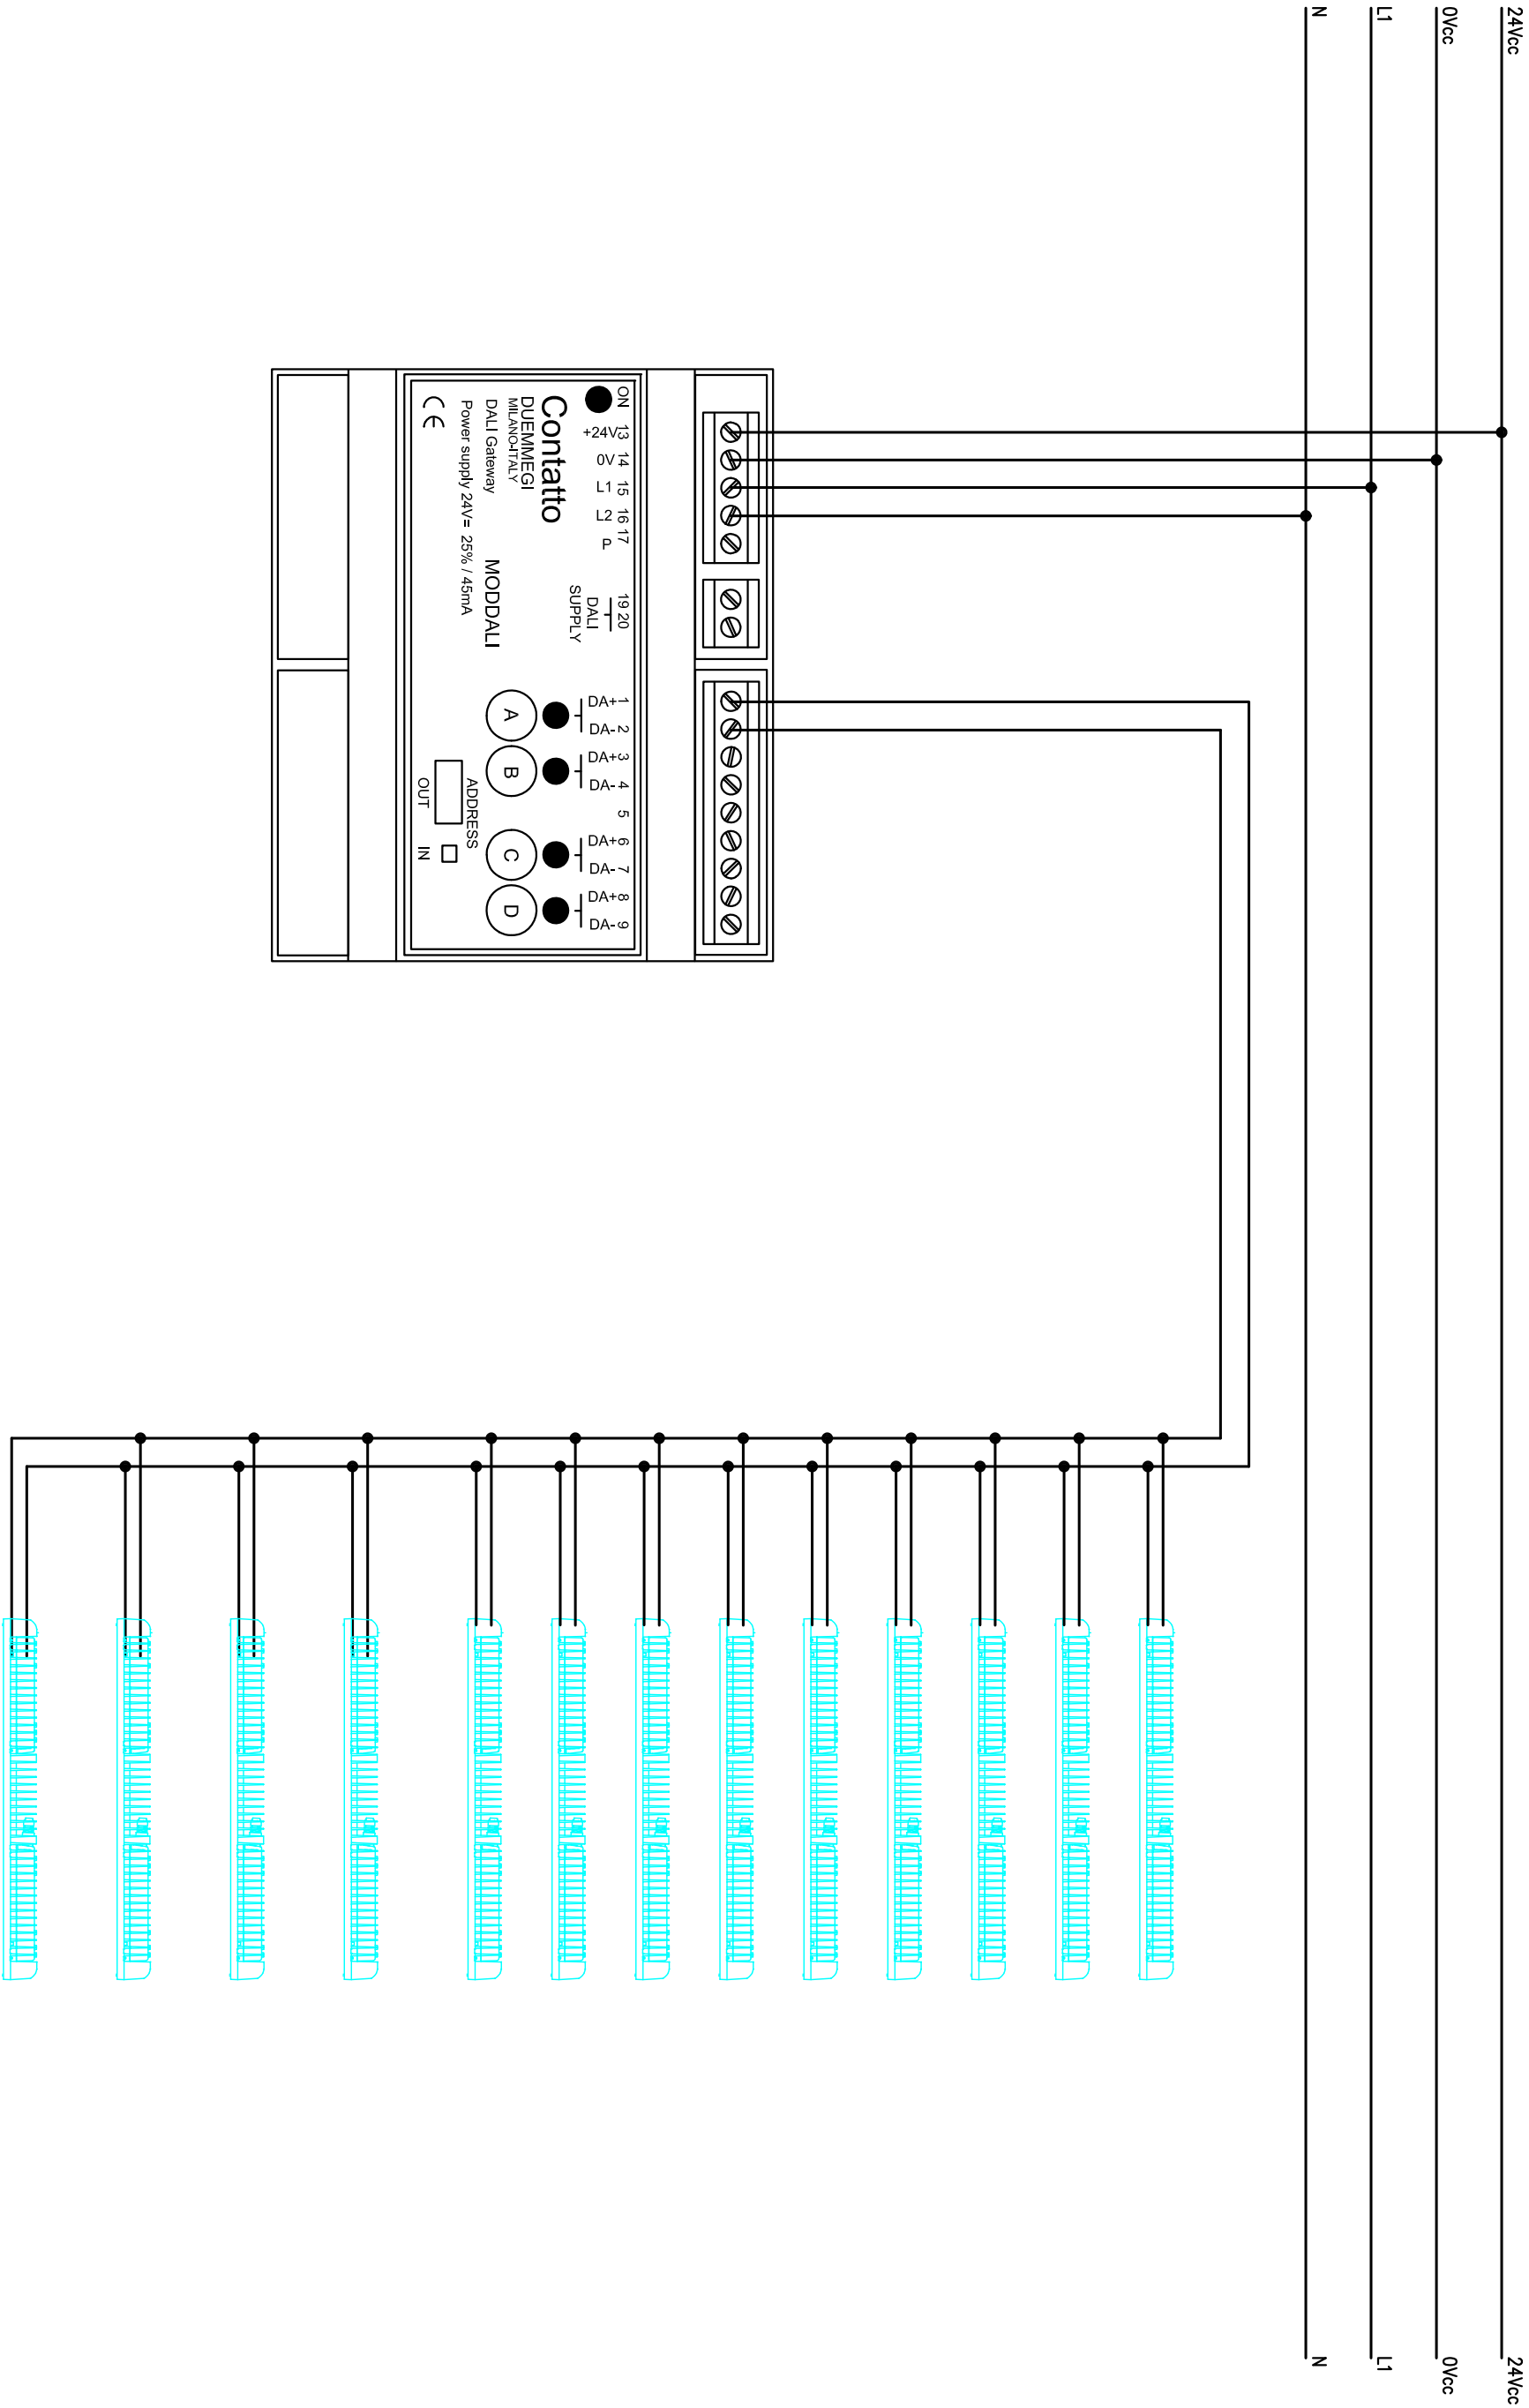 24Vcc 24Vcc
0Vcc 0Vcc
L1 L1
N N
ON 13 14 15 16 17 19 20 1 2 3 4 5 6 7 8 9
+24V 0V L1 L2 P
DALI
SUPPLY
DA+ DA- DA+ DA- DA+ DA- DA+ DA-
Contatto
DUEMMEGI
MILANO-ITALY
DALI Gateway
MODDALI
A B C D
Power supply 24V= 25% / 45mA
ADDRESS
CE
OUT IN